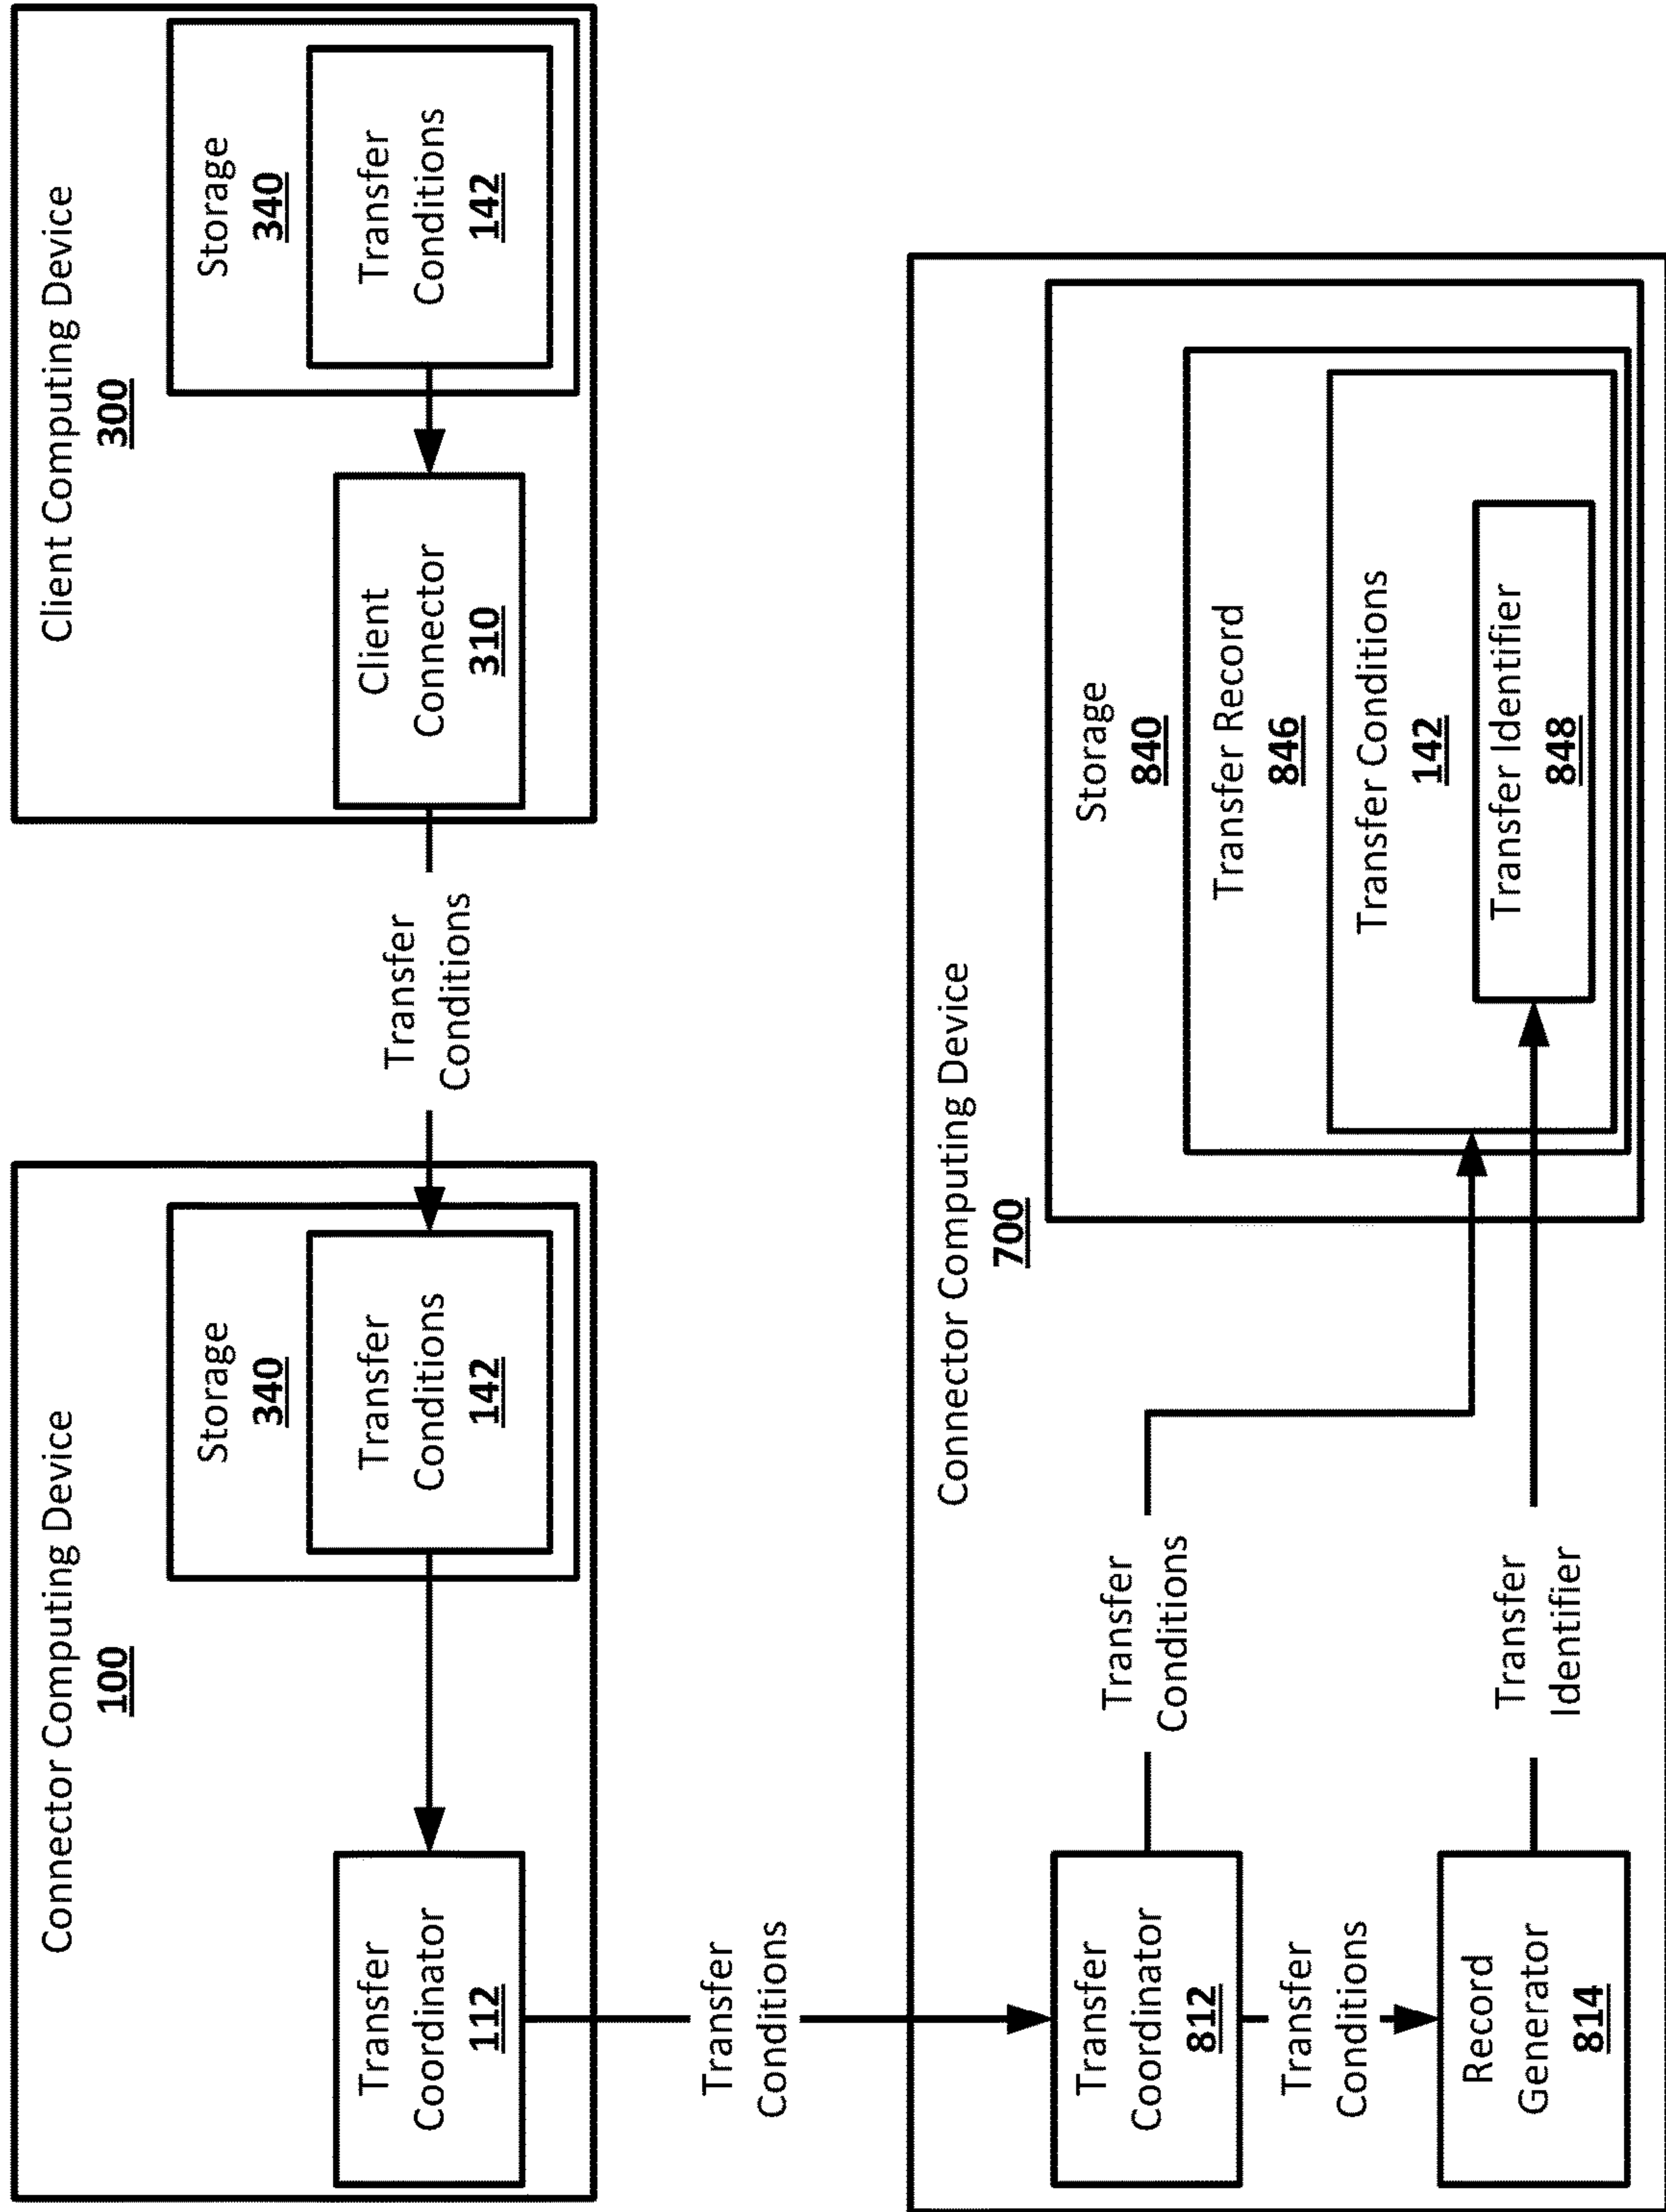 Connector Computing Device
100
Storage
340
Transfer
Conditions
142
Transfer
Coordinator
112
Transfer
Conditions
Client Computing Device
300
Client
Connector
310
Storage
340
Transfer
Conditions
142
Transfer
Conditions
Connector Computing Device
700
Transfer
Coordinator
812
Transfer
Conditions
Transfer
Conditions
Record
Generator
814
Transfer
Identifier
Storage
840
Transfer Record
846
Transfer Conditions
142
Transfer Identifier
848